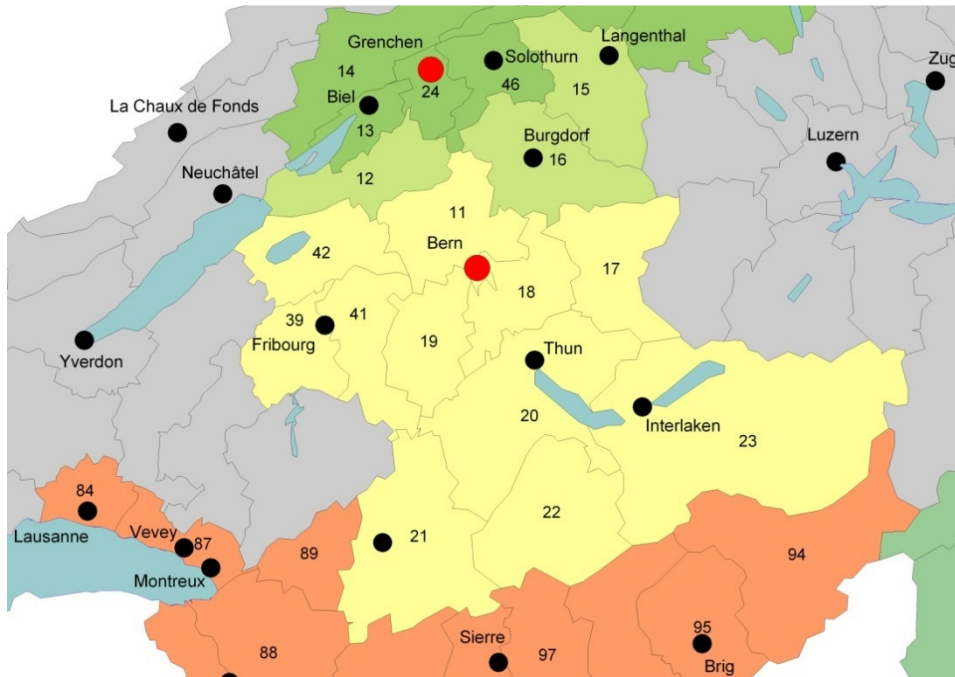 Grenchen
Solothurn
Langenthal
Zug
14
24
46
15
La Chaux de Fonds
Biel
13
Burgdorf
16
Luzern
Neuchâtel
12
11
Bern
42
17
18
39
41
19
Fribourg
Thun
Yverdon
20
Interlaken
23
84
Lausanne
Vevey
87
Montreux
89
21
22
94
88
Sierre
97
95
Brig